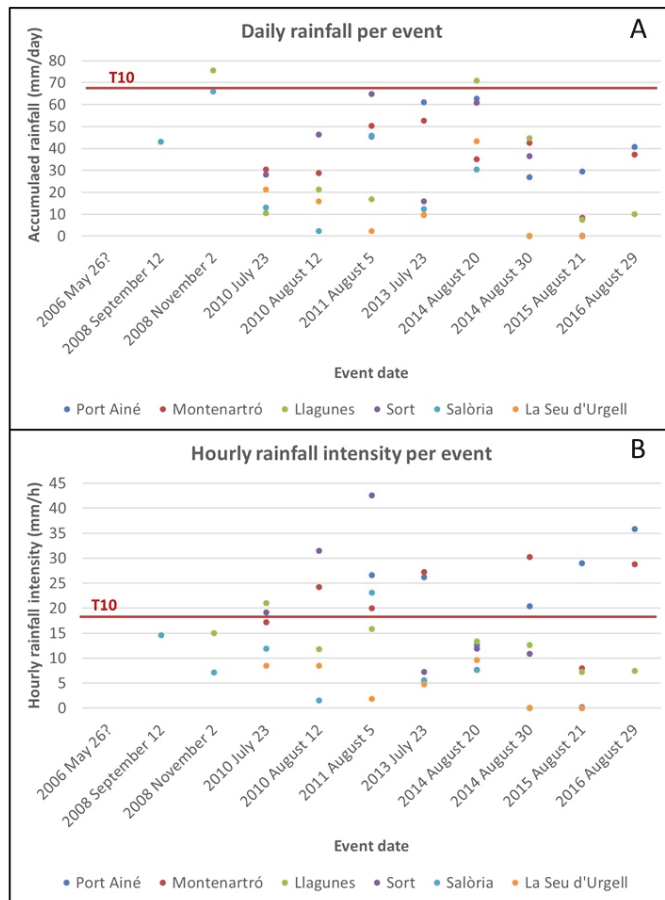 Daily rainfall per event
A
Accumulaed rainfall (mm/day)
80
70
60
50
40
30
20
10
0
T10
2006 May 26?
2008 September 12
2008 November 2
2010 July 23
2010 August 12
2011 August 5
2013 July 23
2014 August 20
2014 August 30
2015 August 21
2016 August 29
Event date
Port Ainé Montenartró Llagunes Sort Salòria La Seu d'Urgell
Hourly rainfall intensity per event
B
Hourly rainfall intensity (mm/h)
45
40
35
30
25
20
15
10
5
0
T10
2006 May 26?
2008 September 12
2008 November 2
2010 July 23
2010 August 12
2011 August 5
2013 July 23
2014 August 20
2014 August 30
2015 August 21
2016 August 29
Event date
Port Ainé Montenartró Llagunes Sort Salòria La Seu d'Urgell